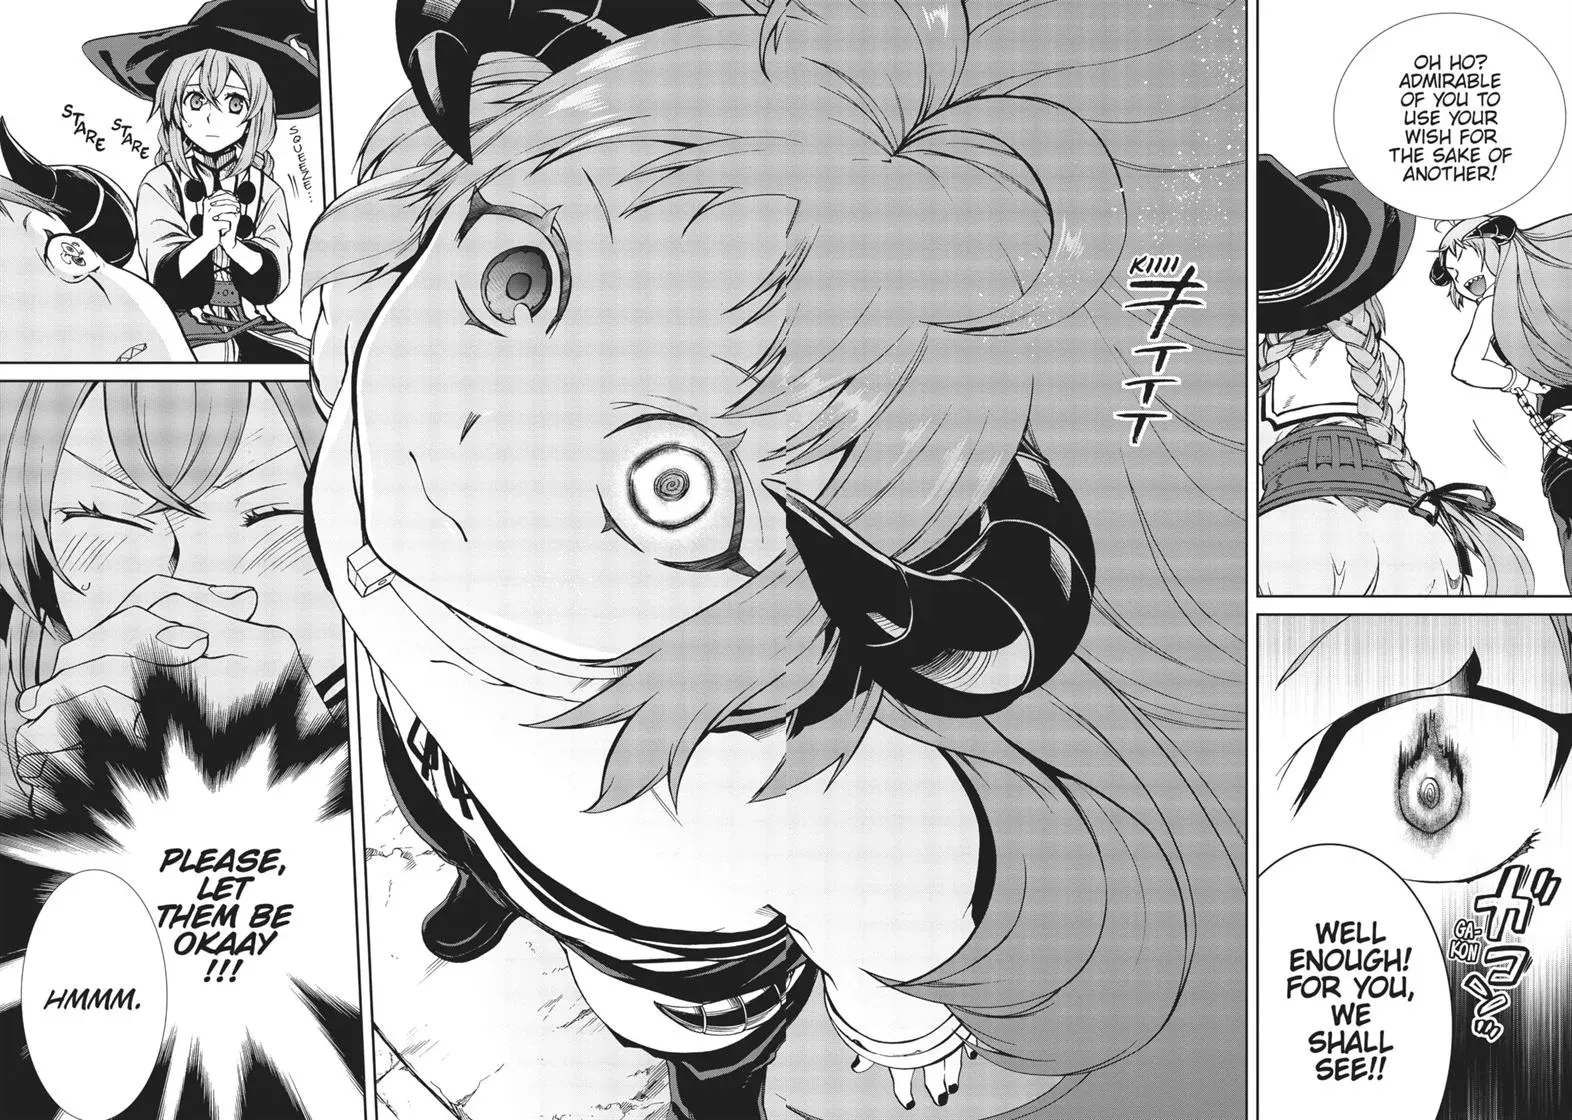 OH HO?
ADMIRABLE
OF YOU TO
USE YOUR
WISH FOR
THE SAKE OF
ANOTHER!
ガコンッ
GA-
KON
WELL
ENOUGH!
FOR YOU,
WE
SHALL
SEE!!
KIIII
キィィィ
SQUEEZE...
STARE
STARE
PLEASE,
LET
THEM BE
OKAAY
!!!
HMMM.